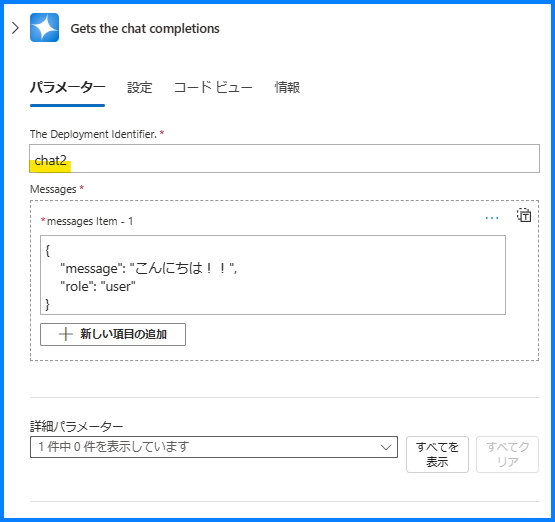 Gets the chat completions
パラメーター 設定 コード ビュー 情報
The Deployment Identifier. *
chat2
Messages *
*messages Item - 1
{
"message": "こんにちは！！",
"role": "user"
}
新しい項目の追加
詳細パラメーター
1 件中 0 件を表示しています
すべてを
表示
すべてク
リア